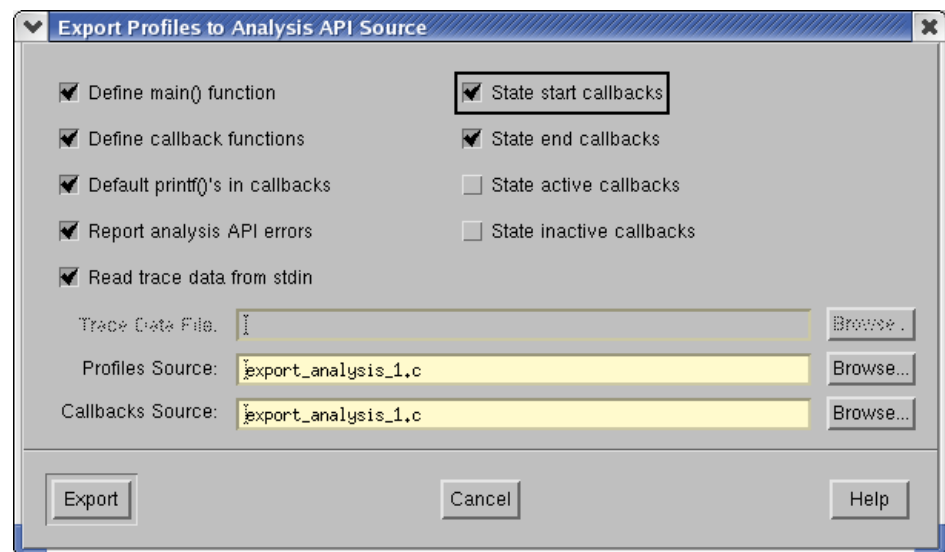 Export Profiles to Analysis API Source
Define main() function
State start callbacks
Define callback functions
State end callbacks
Default printf()'s in callbacks
State active callbacks
Report analysis API errors
State inactive callbacks
Read trace data from stdin
Trace Data File:
Browse...
Profiles Source:
export_analysis_1.c
Browse...
Callbacks Source:
export_analysis_1.c
Browse...
Export
Cancel
Help